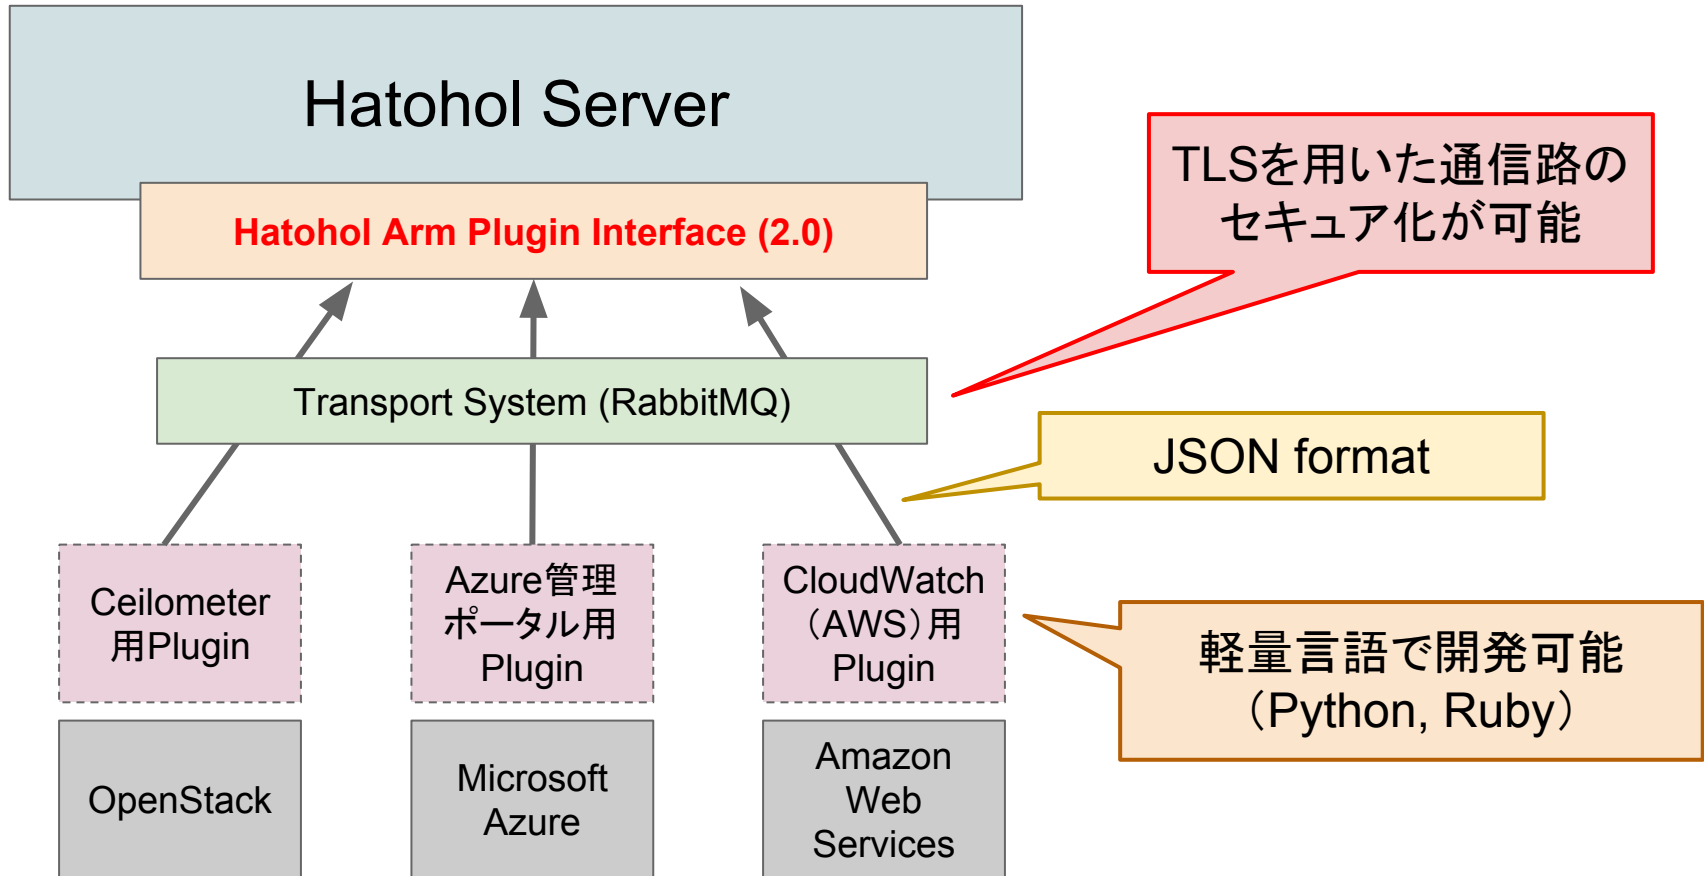 Hatohol Server
Hatohol Arm Plugin Interface (2.0)
TLSを用いた通信路の
セキュア化が可能
Transport System (RabbitMQ)
JSON format
Ceilometer
用Plugin
Azure管理
ポータル用
Plugin
CloudWatch
（AWS）用
Plugin
軽量言語で開発可能
（Python, Ruby）
OpenStack
Microsoft
Azure
Amazon
Web
Services